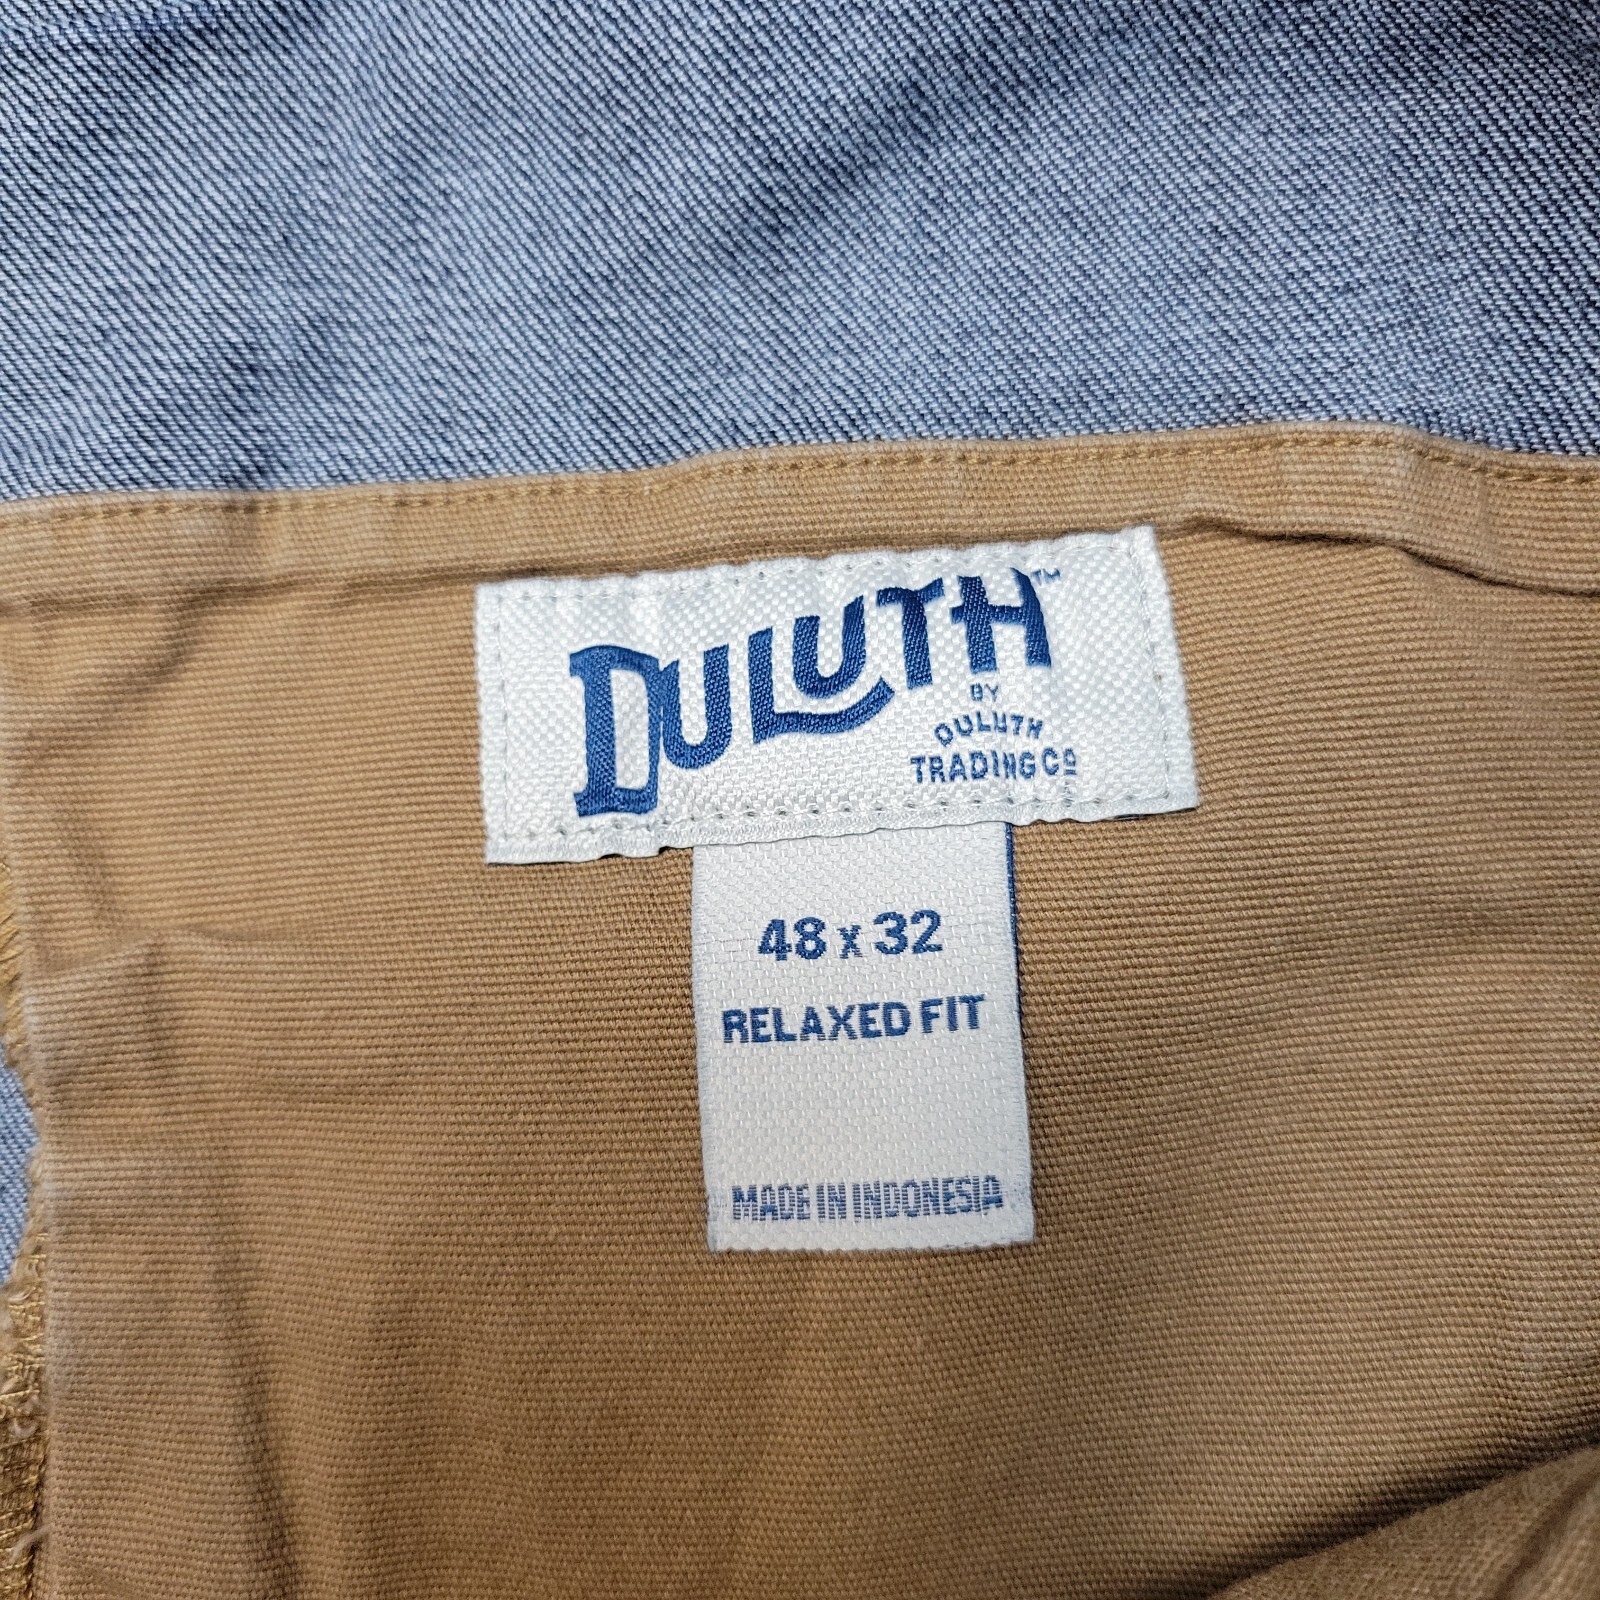 DULUTH™
BY
DULUTH
TRADING Cº
48 x 32
RELAXED FIT
MADE IN INDONESIA